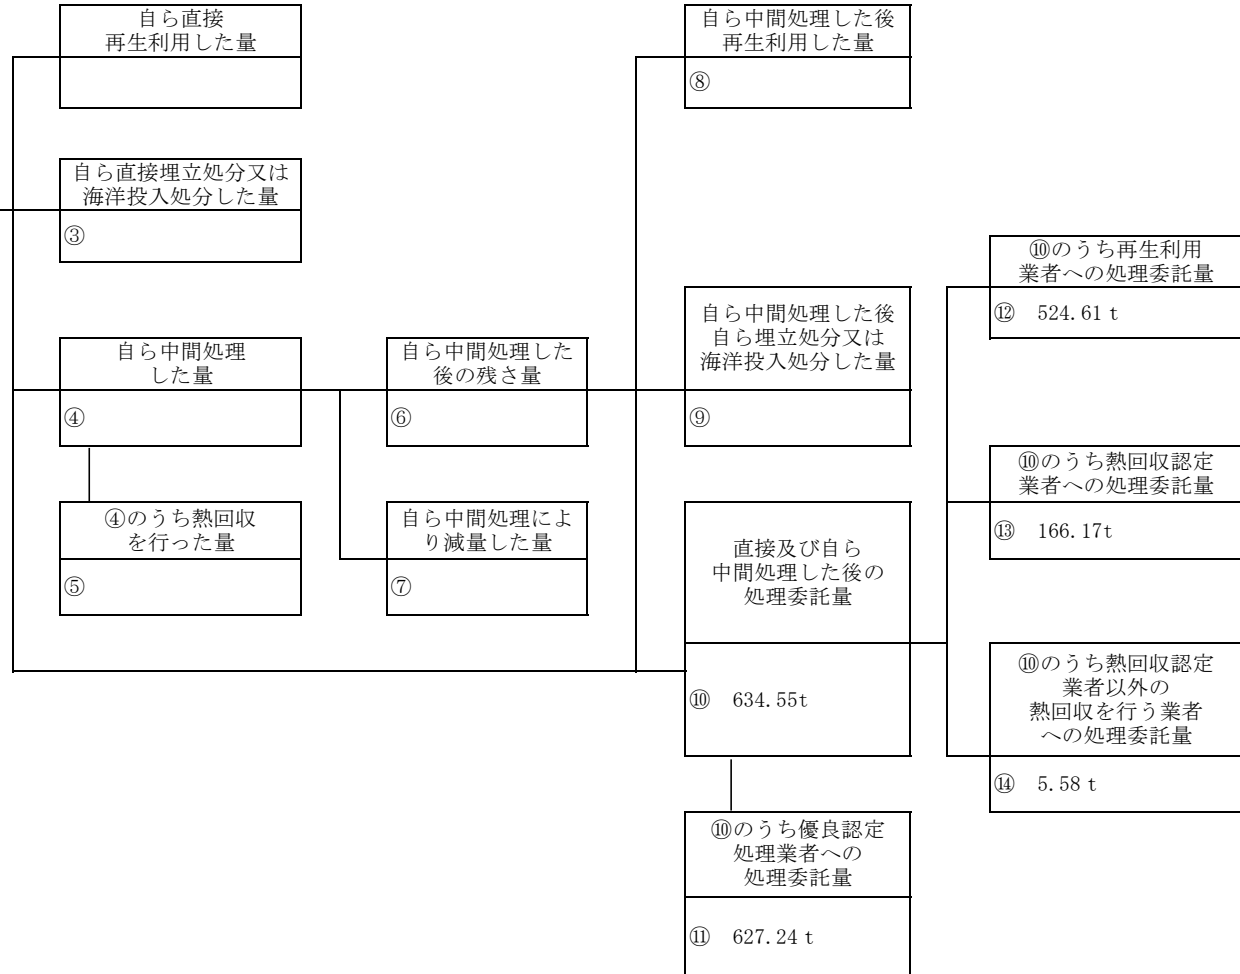 自ら直接
再生利用した量
自ら直接埋立処分又は
海洋投入処分した量
③
自ら中間処理
した量
④
④のうち熱回収
を行った量
⑤
自ら中間処理した
後の残さ量
⑥
自ら中間処理によ
り減量した量
⑦
自ら中間処理した後
再生利用した量
⑧
自ら中間処理した後
自ら埋立処分又は
海洋投入処分した量
⑨
直接及び自ら
中間処理した後の
処理委託量
⑩ 634.55t
⑩のうち優良認定
処理業者への
処理委託量
⑪ 627.24 t
⑩のうち再生利用
業者への処理委託量
⑫ 524.61 t
⑩のうち熱回収認定
業者への処理委託量
⑬ 166.17t
⑩のうち熱回収認定
業者以外の
熱回収を行う業者
への処理委託量
⑭ 5.58 t